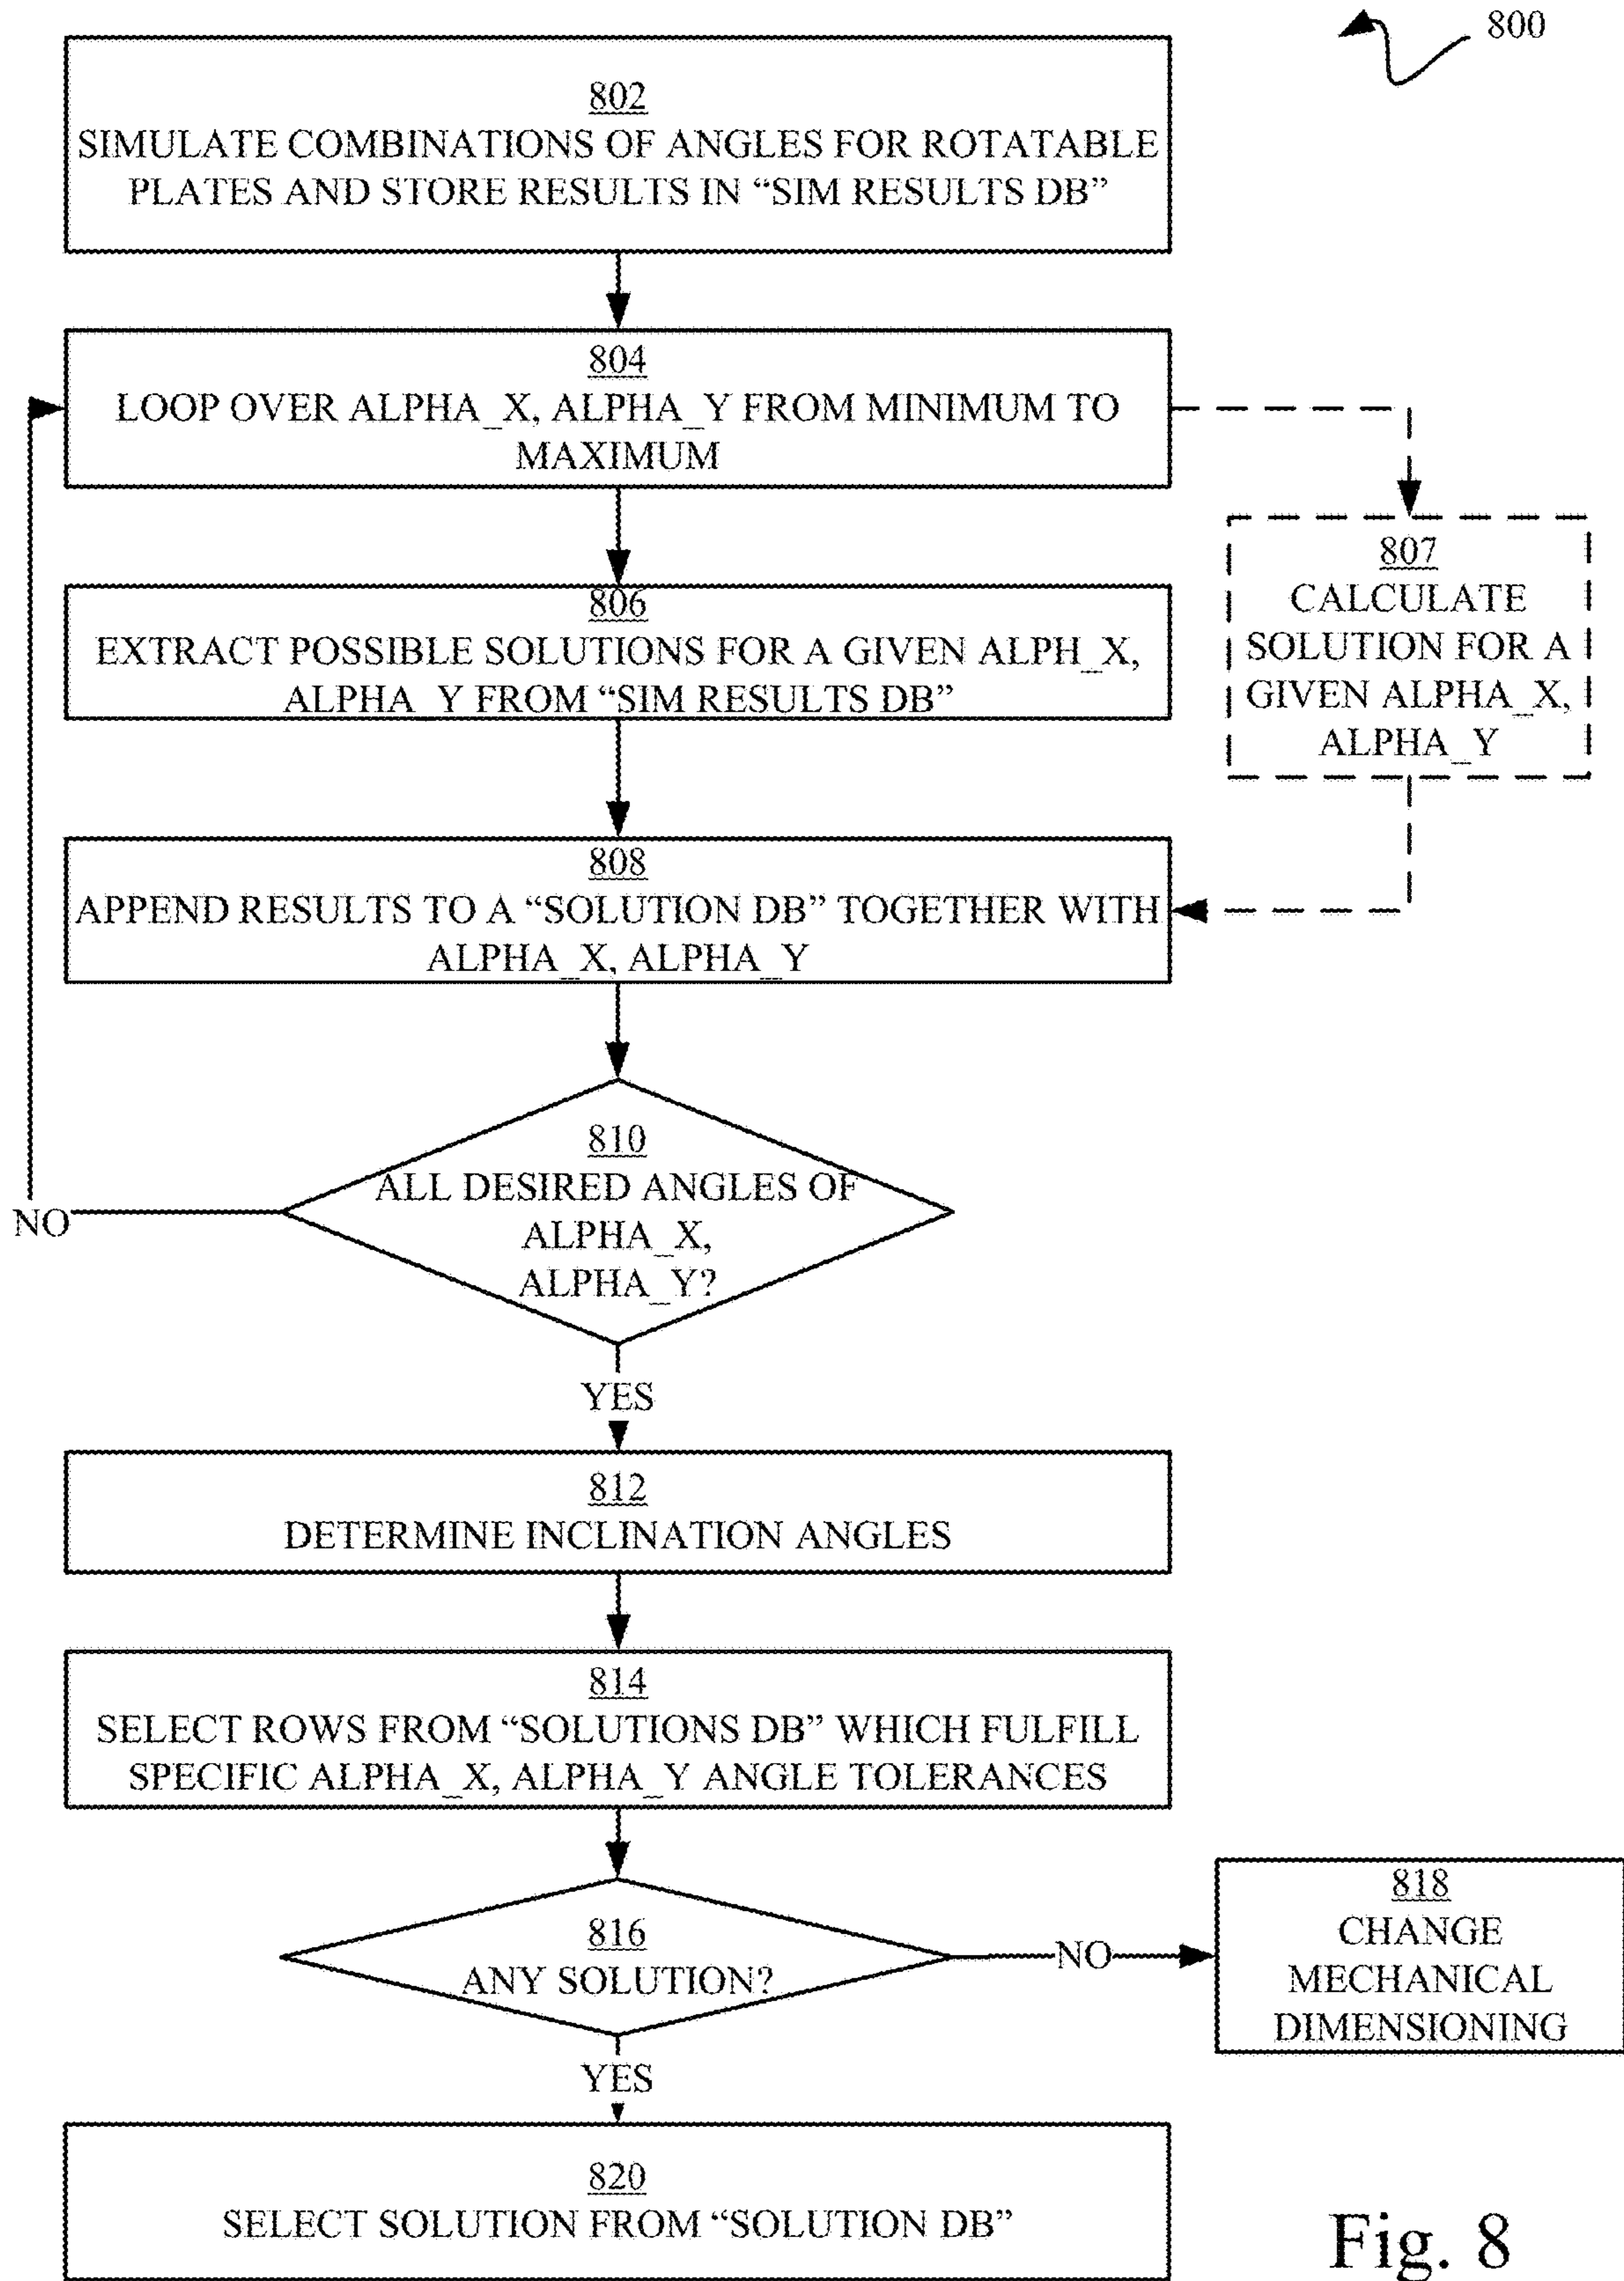 800
802
SIMULATE COMBINATIONS OF ANGLES FOR ROTATABLE
PLATES AND STORE RESULTS IN “SIM RESULTS DB”
804
LOOP OVER ALPHA_X, ALPHA_Y FROM MINIMUM TO
MAXIMUM
806
EXTRACT POSSIBLE SOLUTIONS FOR A GIVEN ALPH_X,
ALPHA_Y FROM “SIM RESULTS DB”
807
CALCULATE
SOLUTION FOR A
GIVEN ALPHA_X,
ALPHA_Y
808
APPEND RESULTS TO A “SOLUTION DB” TOGETHER WITH
ALPHA_X, ALPHA_Y
810
ALL DESIRED ANGLES OF
ALPHA_X,
ALPHA_Y?
NO
YES
812
DETERMINE INCLINATION ANGLES
814
SELECT ROWS FROM “SOLUTIONS DB” WHICH FULFILL
SPECIFIC ALPHA_X, ALPHA_Y ANGLE TOLERANCES
816
ANY SOLUTION?
NO
818
CHANGE
MECHANICAL
DIMENSIONING
YES
820
SELECT SOLUTION FROM “SOLUTION DB”
Fig. 8